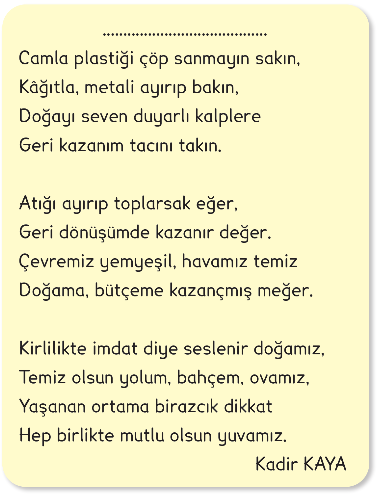 ........................................
Camla plastiği çöp sanmayın sakın,
Kâğıtla, metali ayırıp bakın,
Doğayı seven duyarlı kalplere
Geri kazanım tacını takın.

Atığı ayırıp toplarsak eğer,
Geri dönüşümde kazanır değer.
Çevremiz yemyeşil, havamız temiz
Doğama, bütçeme kazançmış meğer.

Kirlilikte imdat diye seslenir doğamız,
Temiz olsun yolum, bahçem, ovamız,
Yaşanan ortama birazcık dikkat
Hep birlikte mutlu olsun yuvamız.
Kadir KAYA